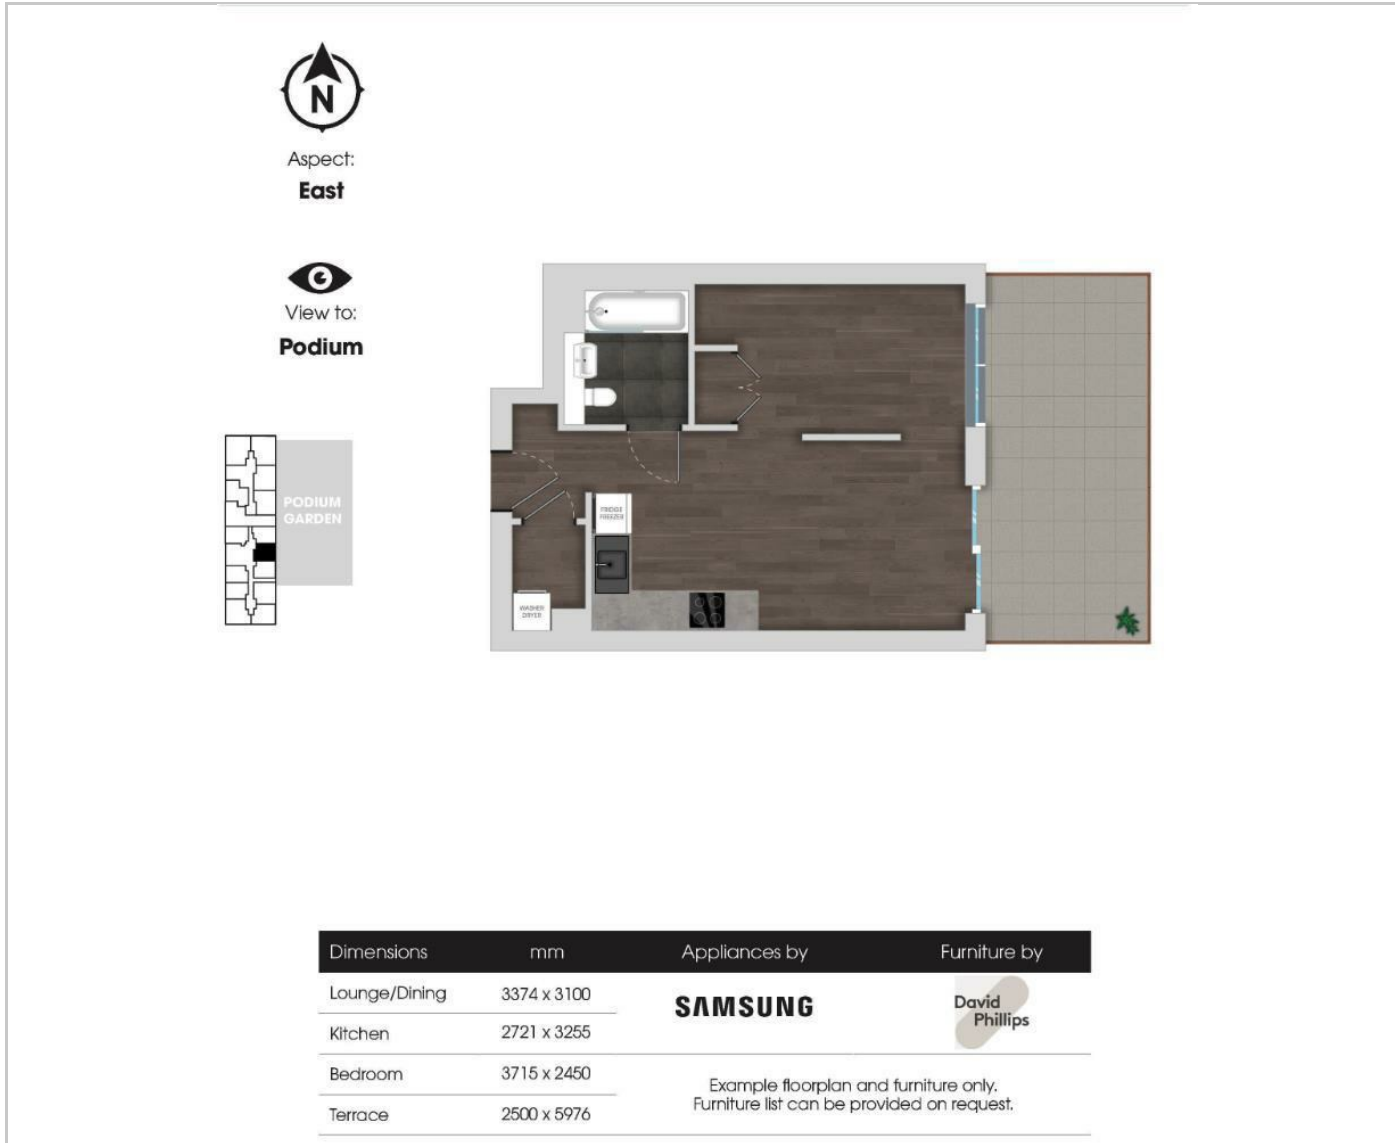 N
Aspect:
East
View to:
Podium
PODIUM
GARDEN
FRIDGE
FREEZER
WASHER
DRYER
Dimensions mm Appliances by Furniture by
Lounge/Dining 3374 x 3100
SAMSUNG
David
Phillips
Kitchen 2721 x 3255
Bedroom 3715 x 2450
Example floorplan and furniture only.
Furniture list can be provided on request.
Terrace 2500 x 5976